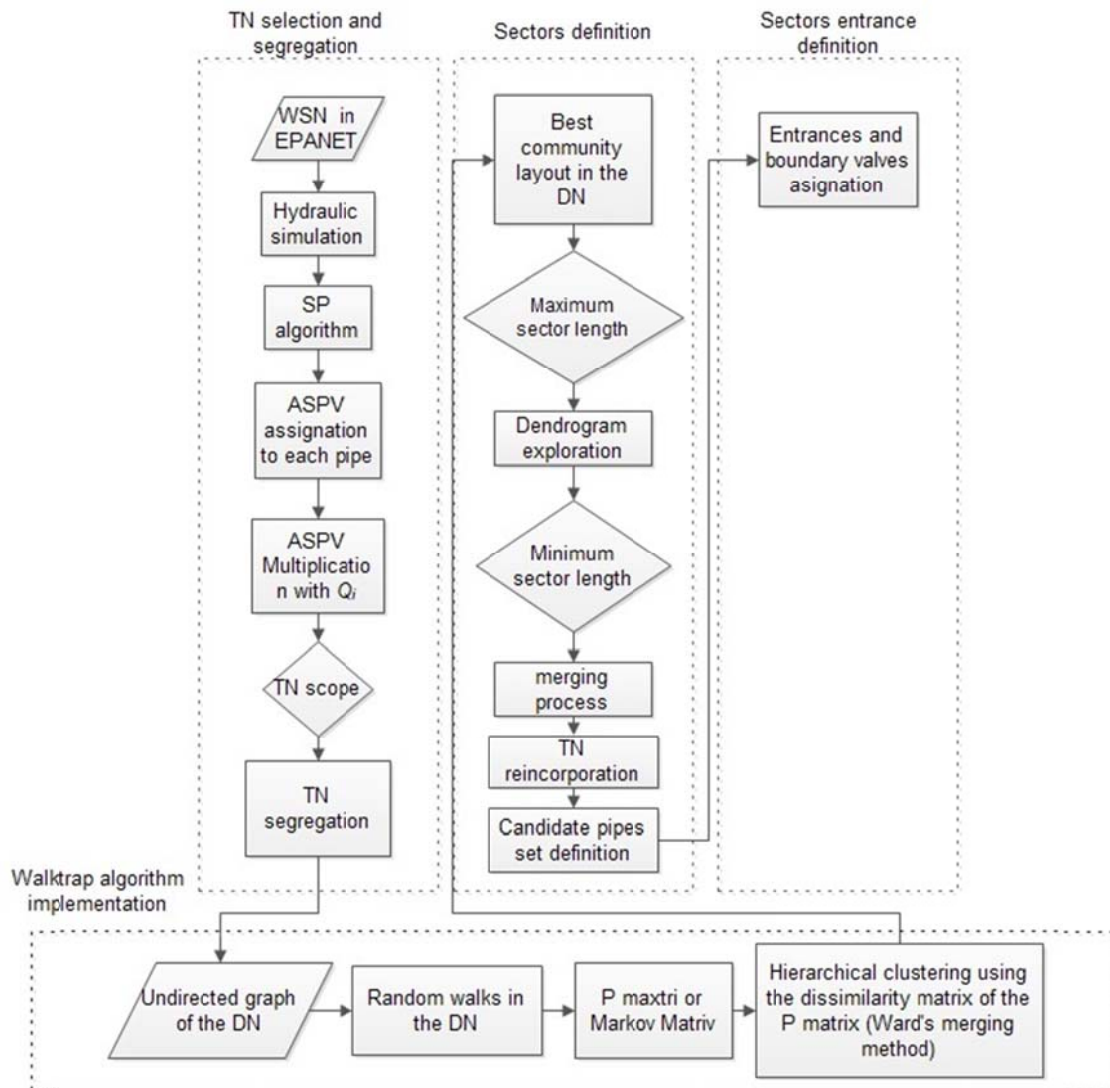 TN selection and
segregation
WSN in
EPANET
Hydraulic
simulation
SP
algorithm
ASPV
assignation
to each pipe
ASPV
Multiplicatio
n with Qi
TN scope
TN
segregation
Sectors definition
Best
community
layout in the
DN
Maximum
sector length
Dendrogram
exploration
Minimum
sector length
merging
process
TN
reincorporation
Candidate pipes
set definition
Sectors entrance
definition
Entrances and
boundary valves
asignation
Walktrap algorithm
implementation
Undirected graph
of the DN
Random walks in
the DN
P maxtri or
Markov Matriv
Hierarchical clustering using
the dissimilarity matrix of the
P matrix (Ward's merging
method)